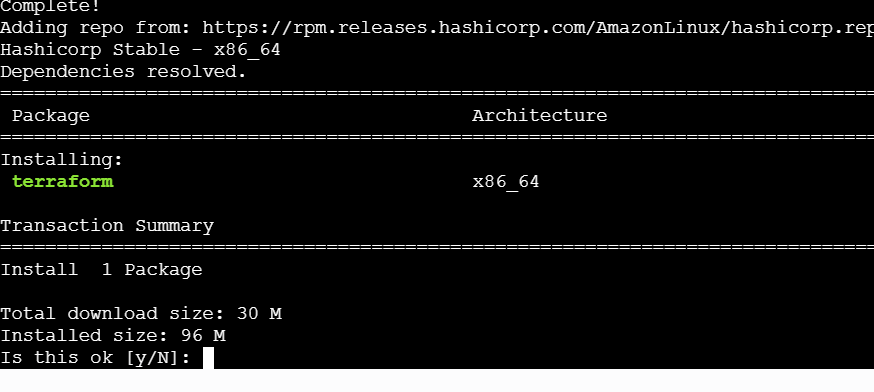 Complete!
Adding repo from: https://rpm.releases.hashicorp.com/AmazonLinux/hashicorp.rep
Hashicorp Stable - x86_64
Dependencies resolved.
================================================================================
Package Architecture
================================================================================
Installing:
terraform x86_64
Transaction Summary
================================================================================
Install  1 Package
Total download size: 30 M
Installed size: 96 M
Is this ok [y/N]: